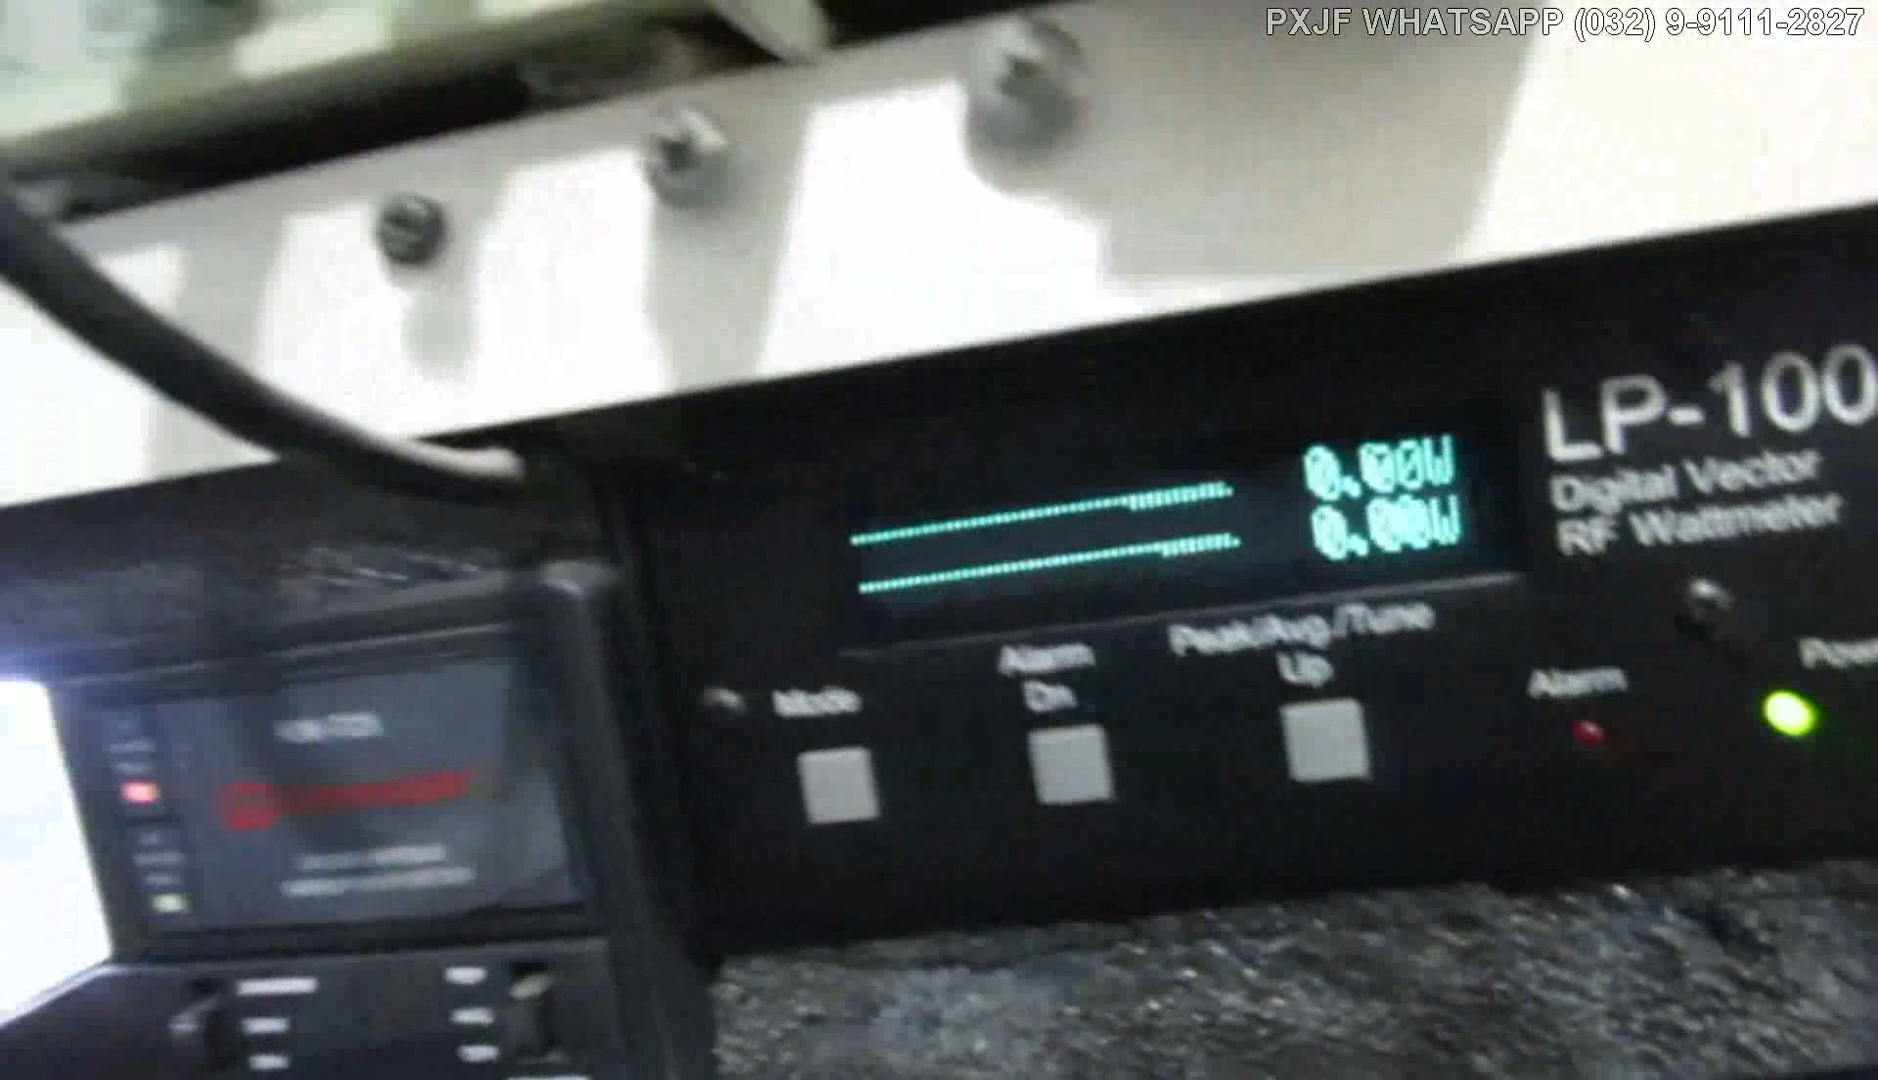 PXJF WHATSAPP (032) 9-9111-2827
LP-100
Digital Vector
RF Wattmeter
0.00W
0.00W
Peak/Avg./Tune
Up
Alarm
Dn
Mode
Alarm
Power